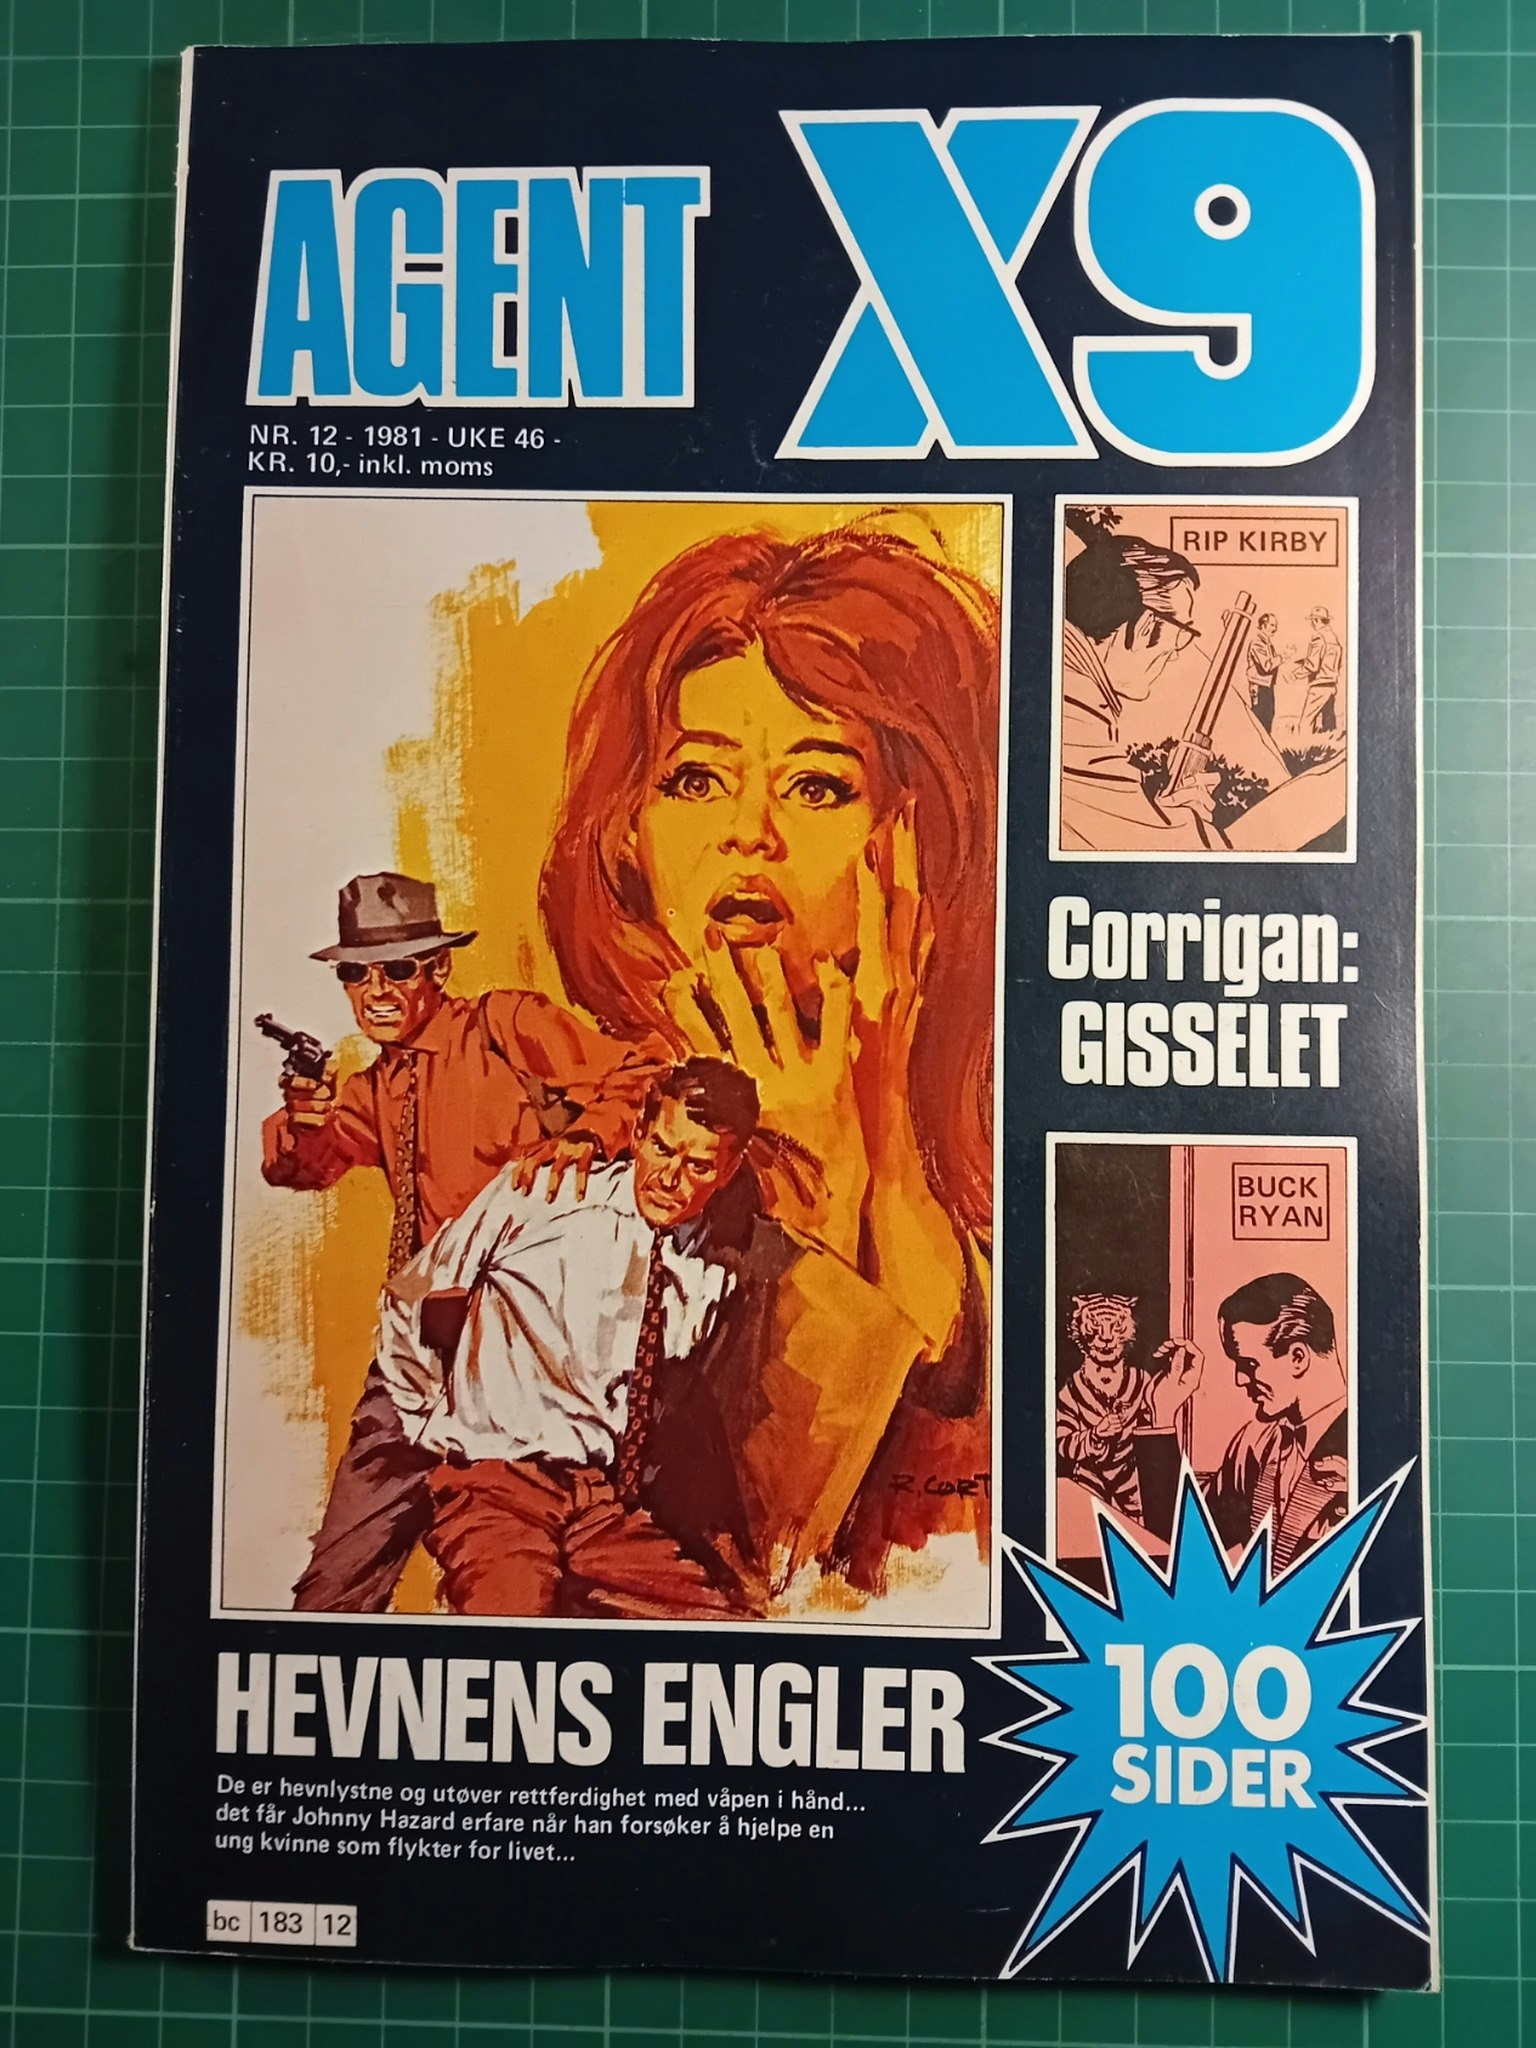 AGENT X9
NR. 12 - 1981 - UKE 46 -
KR. 10,- inkl. moms
RIP KIRBY
Corrigan:
GISSELET
BUCK
RYAN
R. CORT
HEVNENS ENGLER
De er hevnlystne og utøver rettferdighet med våpen i hånd...
det får Johnny Hazard erfare når han forsøker å hjelpe en
ung kvinne som flykter for livet...
100
SIDER
bc 183 12